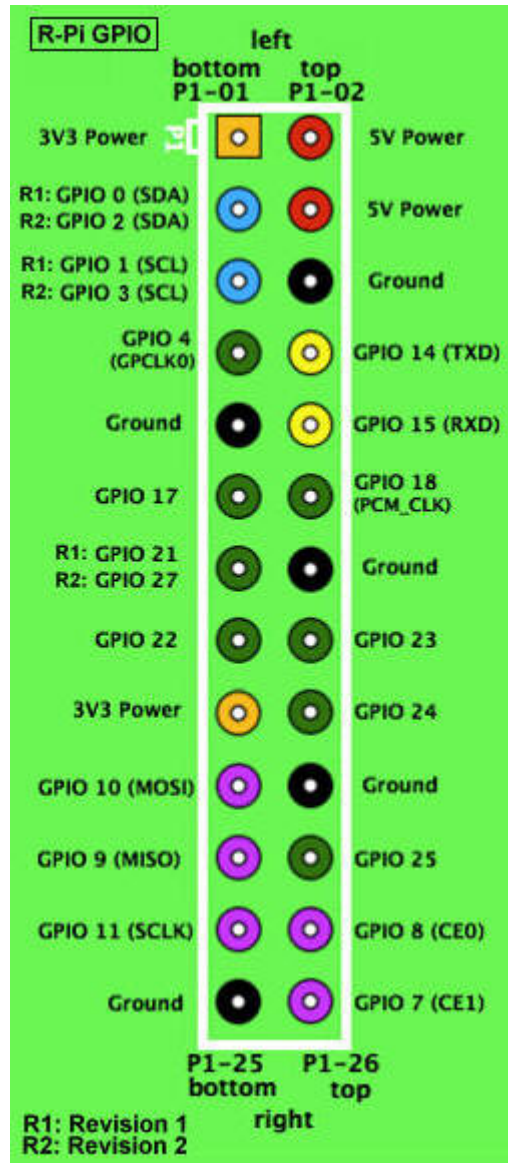 R-Pi GPIO
left
bottom top
P1-01 P1-02
3V3 Power P1 5V Power
R1: GPIO 0 (SDA)
R2: GPIO 2 (SDA)
5V Power
R1: GPIO 1 (SCL)
R2: GPIO 3 (SCL)
Ground
GPIO 4
(GPCLK0)
GPIO 14 (TXD)
Ground GPIO 15 (RXD)
GPIO 17
GPIO 18
(PCM_CLK)
R1: GPIO 21
R2: GPIO 27
Ground
GPIO 22 GPIO 23
3V3 Power GPIO 24
GPIO 10 (MOSI) Ground
GPIO 9 (MISO) GPIO 25
GPIO 11 (SCLK) GPIO 8 (CE0)
Ground GPIO 7 (CE1)
P1-25 P1-26
bottom top
right
R1: Revision 1
R2: Revision 2